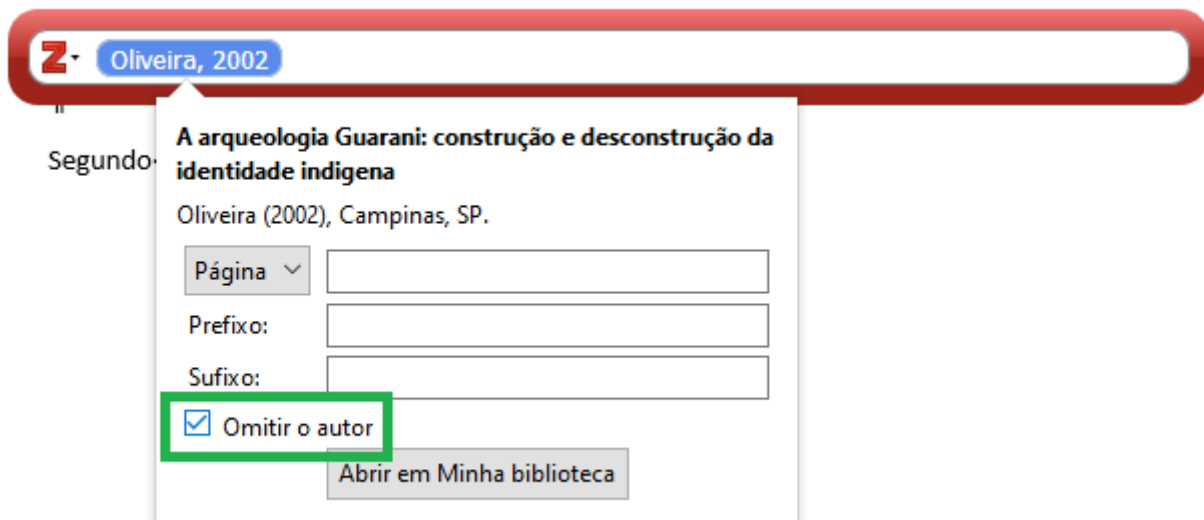 Z Oliveira, 2002
A arqueologia Guarani: construção e desconstrução da
identidade indigena
Segundo
Oliveira (2002), Campinas, SP.
Página
Prefixo:
Sufixo:
Omitir o autor
Abrir em Minha biblioteca